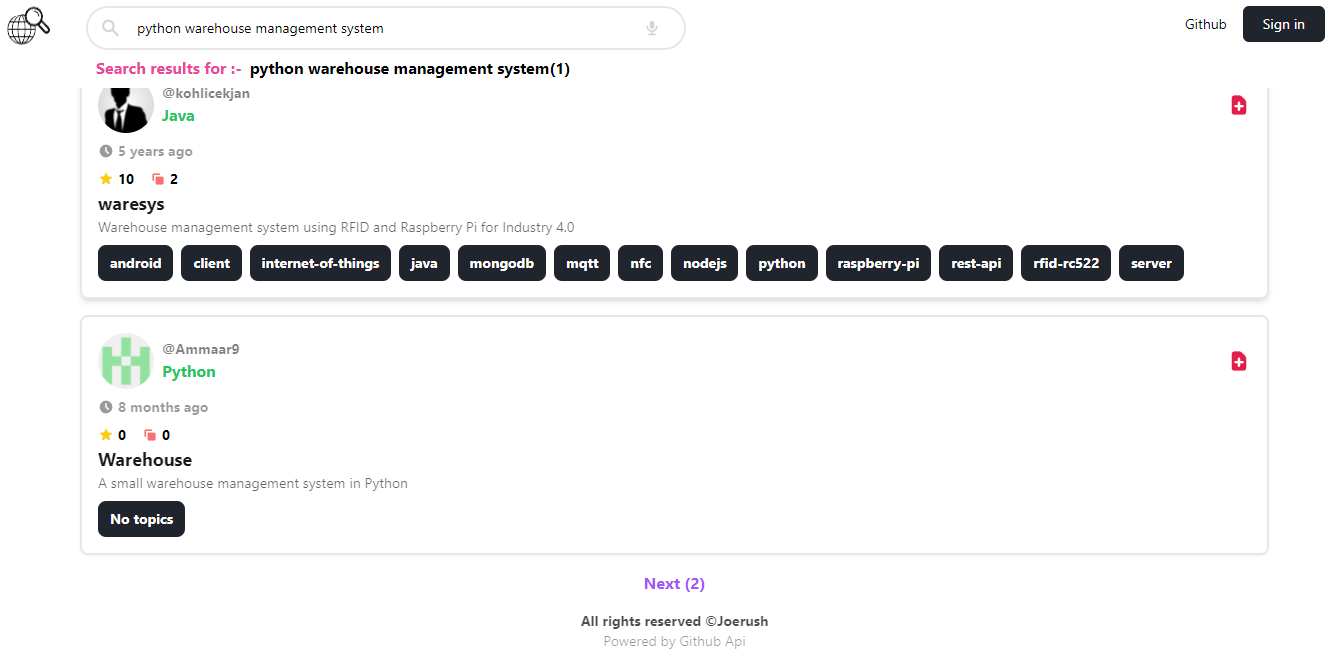 python warehouse management system
Github
Sign in
Search results for :- python warehouse management system(1)
@kohlicekjan
Java
5 years ago
10 2
waresys
Warehouse management system using RFID and Raspberry Pi for Industry 4.0
android client internet-of-things java mongodb mqtt nfc nodejs python raspberry-pi rest-api rfid-rc522 server
@Ammaar9
Python
8 months ago
0 0
Warehouse
A small warehouse management system in Python
No topics
Next (2)
All rights reserved ©Joerush
Powered by Github Api